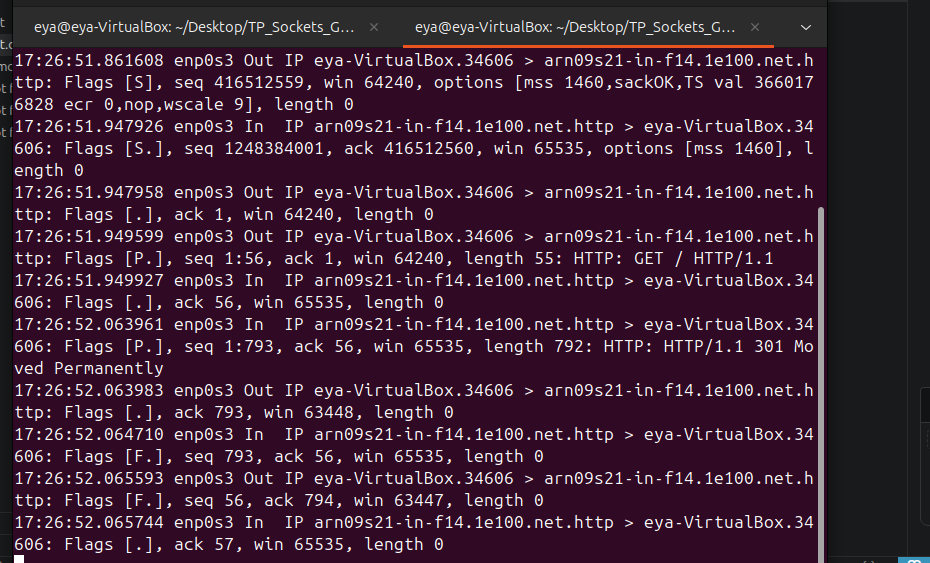 eya@eya-VirtualBox: ~/Desktop/TP_Sockets_G... × eya@eya-VirtualBox: ~/Desktop/TP_Sockets_G... ×
17:26:51.861608 enp0s3 Out IP eya-VirtualBox.34606 > arn09s21-in-f14.1e100.net.h
ttp: Flags [S], seq 416512559, win 64240, options [mss 1460,sackOK,TS val 366017
6828 ecr 0,nop,wscale 9], length 0
17:26:51.947926 enp0s3 In  IP arn09s21-in-f14.1e100.net.http > eya-VirtualBox.34
606: Flags [S.], seq 1248384001, ack 416512560, win 65535, options [mss 1460], l
ength 0
17:26:51.947958 enp0s3 Out IP eya-VirtualBox.34606 > arn09s21-in-f14.1e100.net.h
ttp: Flags [.], ack 1, win 64240, length 0
17:26:51.949599 enp0s3 Out IP eya-VirtualBox.34606 > arn09s21-in-f14.1e100.net.h
ttp: Flags [P.], seq 1:56, ack 1, win 64240, length 55: HTTP: GET / HTTP/1.1
17:26:51.949927 enp0s3 In  IP arn09s21-in-f14.1e100.net.http > eya-VirtualBox.34
606: Flags [.], ack 56, win 65535, length 0
17:26:52.063961 enp0s3 In  IP arn09s21-in-f14.1e100.net.http > eya-VirtualBox.34
606: Flags [P.], seq 1:793, ack 56, win 65535, length 792: HTTP: HTTP/1.1 301 Mo
ved Permanently
17:26:52.063983 enp0s3 Out IP eya-VirtualBox.34606 > arn09s21-in-f14.1e100.net.h
ttp: Flags [.], ack 793, win 63448, length 0
17:26:52.064710 enp0s3 In  IP arn09s21-in-f14.1e100.net.http > eya-VirtualBox.34
606: Flags [F.], seq 793, ack 56, win 65535, length 0
17:26:52.065593 enp0s3 Out IP eya-VirtualBox.34606 > arn09s21-in-f14.1e100.net.h
ttp: Flags [F.], seq 56, ack 794, win 63447, length 0
17:26:52.065744 enp0s3 In  IP arn09s21-in-f14.1e100.net.http > eya-VirtualBox.34
606: Flags [.], ack 57, win 65535, length 0